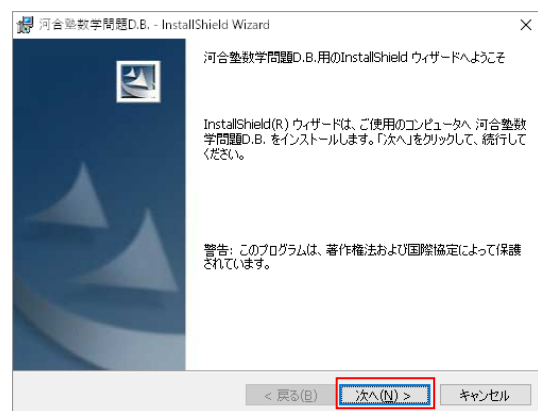 河合塾数学問題D.B. - InstallShield Wizard
河合塾数学問題D.B.用のInstallShield ウィザードへようこそ
InstallShield(R) ウィザードは、ご使用のコンピュータへ 河合塾数
学問題D.B. をインストールします。「次へ」をクリックして、続行して
ください。
警告: このプログラムは、著作権法および国際協定によって保護
されています。
< 戻る(B)
次へ(N) >
キャンセル